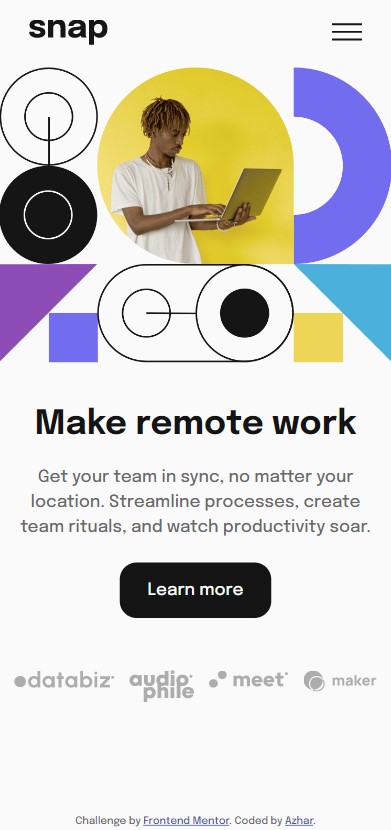 snap
Make remote work
Get your team in sync, no matter your
location. Streamline processes, create
team rituals, and watch productivity soar.
Learn more
databiz audiophile meet maker
Challenge by Frontend Mentor. Coded by Azhar.